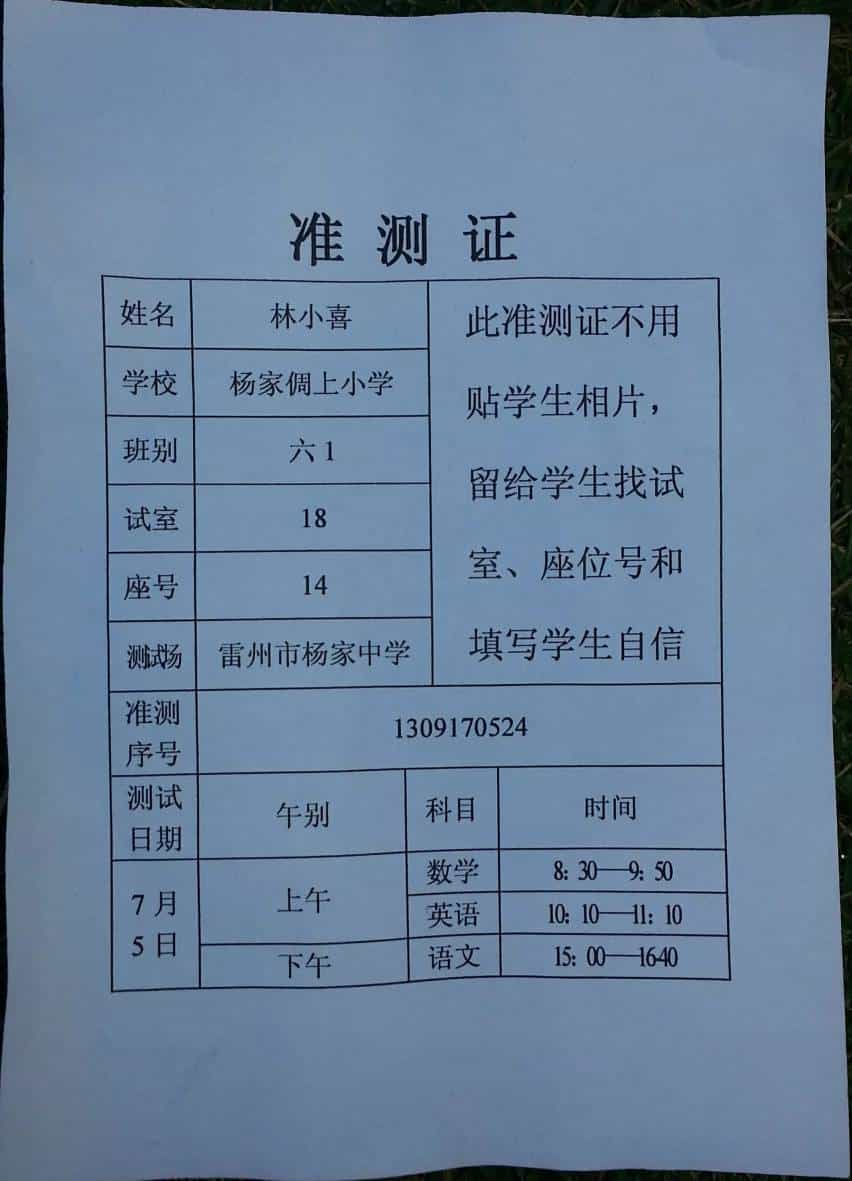 准测证
姓名 林小喜
学校 杨家倜上小学
班别 六1
试室 18
座号 14
测试场 雷州市杨家中学
此准测证不用
贴学生相片，
留给学生找试
室、座位号和
填写学生自信
准测
序号
1309170524
测试
日期
午别 科目 时间
7月
5日
上午 数学 8：30—9：50
英语 10：10—11：10
下午 语文 15：00—1640